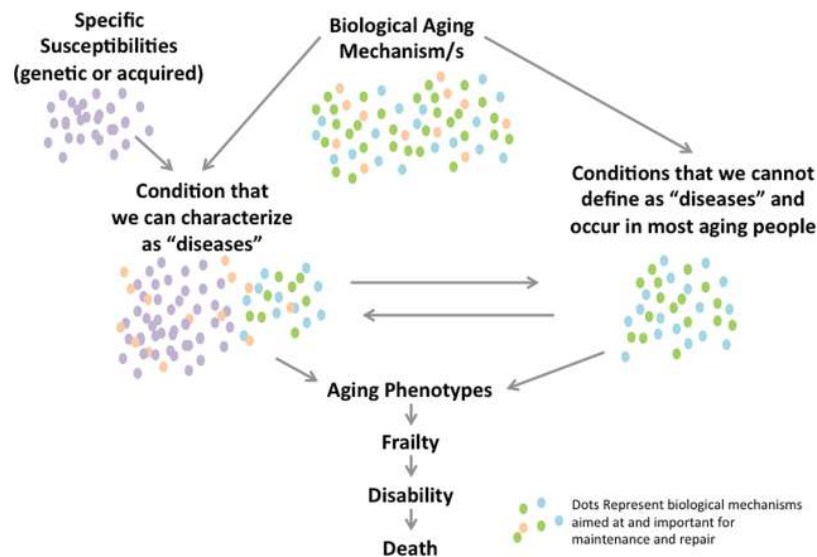 Specific
Susceptibilities
(genetic or acquired)
Biological Aging
Mechanism/s
Condition that
we can characterize
as “diseases”
Conditions that we cannot
define as “diseases” and
occur in most aging people
Aging Phenotypes
Frailty
Disability
Death
Dots Represent biological mechanisms
aimed at and important for
maintenance and repair